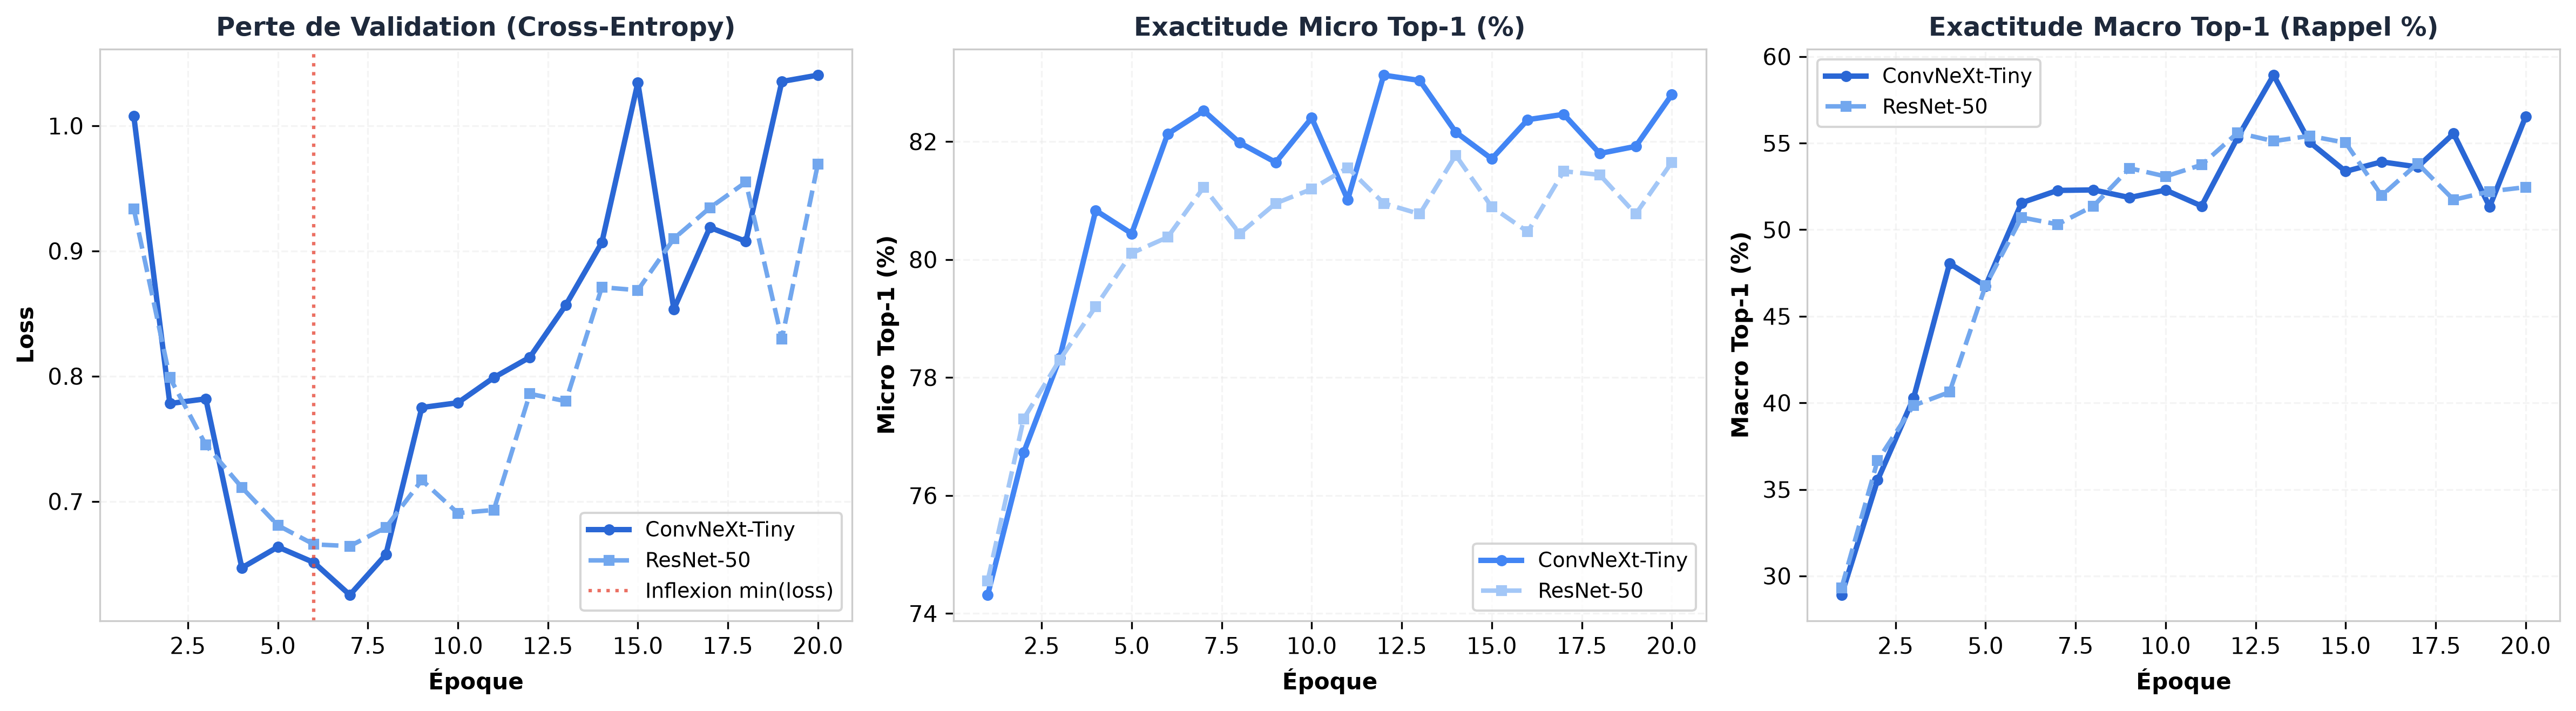 Perte de Validation (Cross-Entropy)
Loss
1.0
0.9
0.8
0.7
2.5 5.0 7.5 10.0 12.5 15.0 17.5 20.0
Époque
ConvNeXt-Tiny
ResNet-50
Inflexion min(loss)
Exactitude Micro Top-1 (%)
Micro Top-1 (%)
82
80
78
76
74
2.5 5.0 7.5 10.0 12.5 15.0 17.5 20.0
Époque
ConvNeXt-Tiny
ResNet-50
Exactitude Macro Top-1 (Rappel %)
Macro Top-1 (%)
60
55
50
45
40
35
30
2.5 5.0 7.5 10.0 12.5 15.0 17.5 20.0
Époque
ConvNeXt-Tiny
ResNet-50